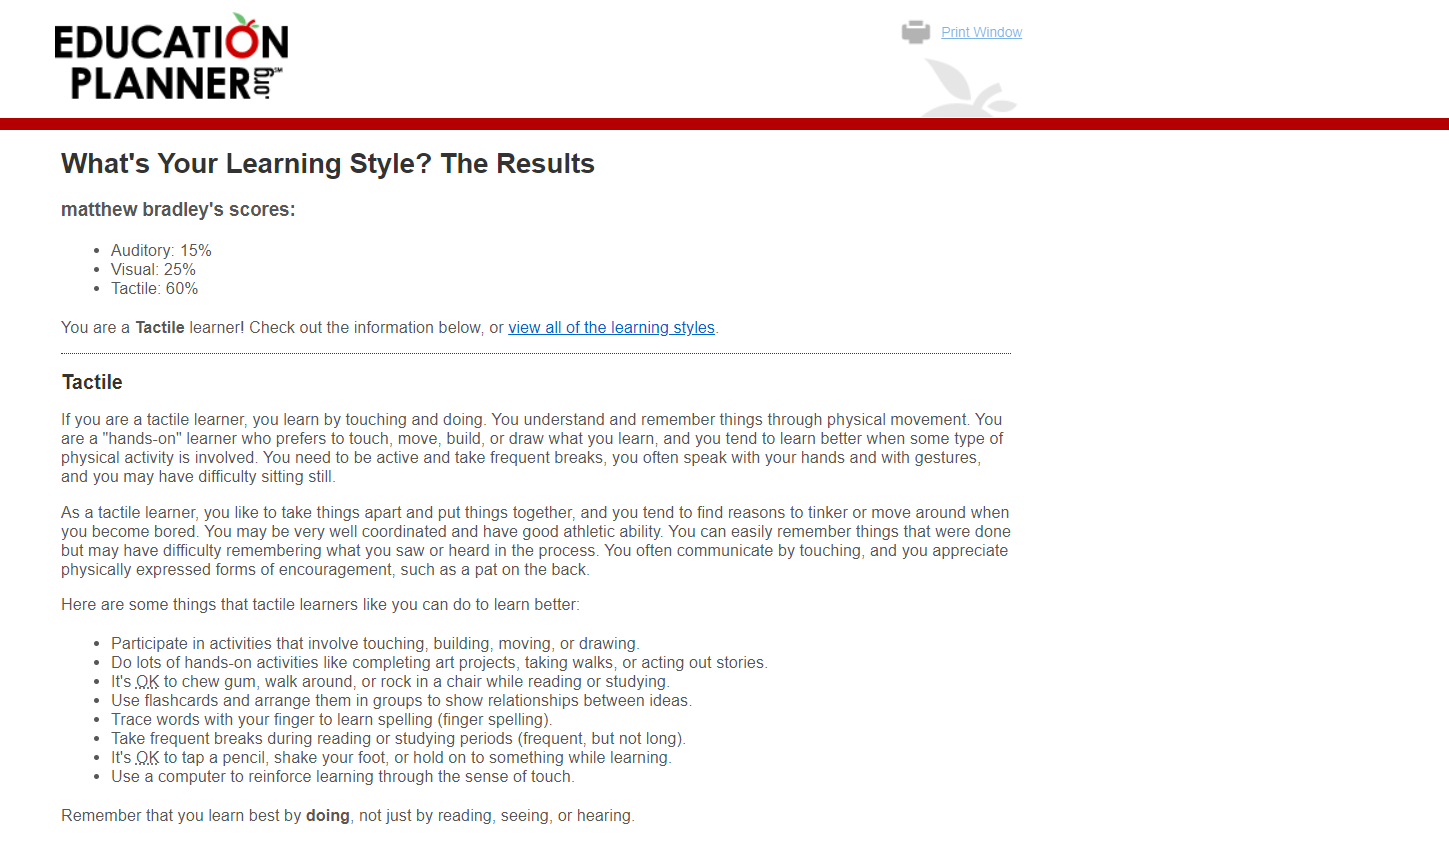 EDUCATION
PLANNER.org℠
Print Window
What's Your Learning Style? The Results
matthew bradley's scores:
• Auditory: 15%
• Visual: 25%
• Tactile: 60%
You are a Tactile learner! Check out the information below, or view all of the learning styles.
Tactile
If you are a tactile learner, you learn by touching and doing. You understand and remember things through physical movement. You
are a "hands-on" learner who prefers to touch, move, build, or draw what you learn, and you tend to learn better when some type of
physical activity is involved. You need to be active and take frequent breaks, you often speak with your hands and with gestures,
and you may have difficulty sitting still.
As a tactile learner, you like to take things apart and put things together, and you tend to find reasons to tinker or move around when
you become bored. You may be very well coordinated and have good athletic ability. You can easily remember things that were done
but may have difficulty remembering what you saw or heard in the process. You often communicate by touching, and you appreciate
physically expressed forms of encouragement, such as a pat on the back.
Here are some things that tactile learners like you can do to learn better:
• Participate in activities that involve touching, building, moving, or drawing.
• Do lots of hands-on activities like completing art projects, taking walks, or acting out stories.
• It's OK to chew gum, walk around, or rock in a chair while reading or studying.
• Use flashcards and arrange them in groups to show relationships between ideas.
• Trace words with your finger to learn spelling (finger spelling).
• Take frequent breaks during reading or studying periods (frequent, but not long).
• It's OK to tap a pencil, shake your foot, or hold on to something while learning.
• Use a computer to reinforce learning through the sense of touch.
Remember that you learn best by doing, not just by reading, seeing, or hearing.